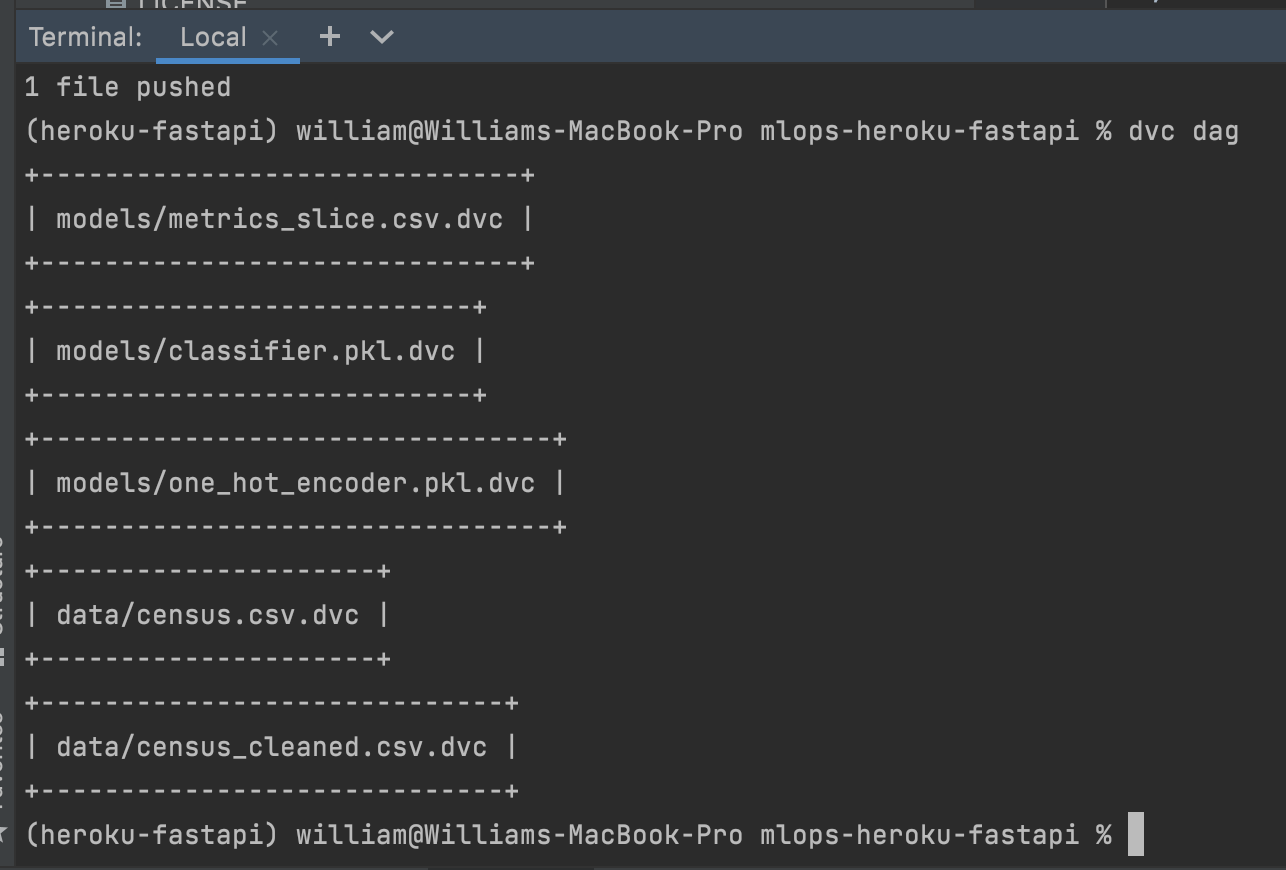 LICENSE
Terminal: Local × + 
1 file pushed
(heroku-fastapi) william@Williams-MacBook-Pro mlops-heroku-fastapi % dvc dag
+------------------------------+
| models/metrics_slice.csv.dvc |
+------------------------------+
+---------------------------+
| models/classifier.pkl.dvc |
+---------------------------+
+--------------------------------+
| models/one_hot_encoder.pkl.dvc |
+--------------------------------+
+---------------------+
| data/census.csv.dvc |
+---------------------+
+-----------------------------+
| data/census_cleaned.csv.dvc |
+-----------------------------+
(heroku-fastapi) william@Williams-MacBook-Pro mlops-heroku-fastapi %